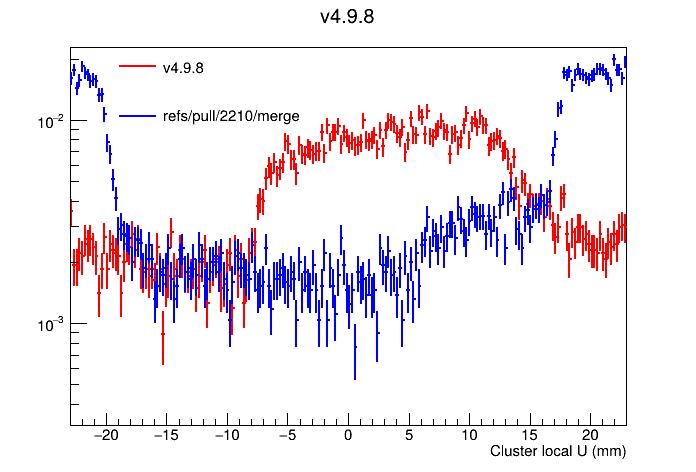 v4.9.8
v4.9.8
refs/pull/2210/merge
10⁻²
10⁻³
−20 −15 −10 −5 0 5 10 15 20
Cluster local U (mm)